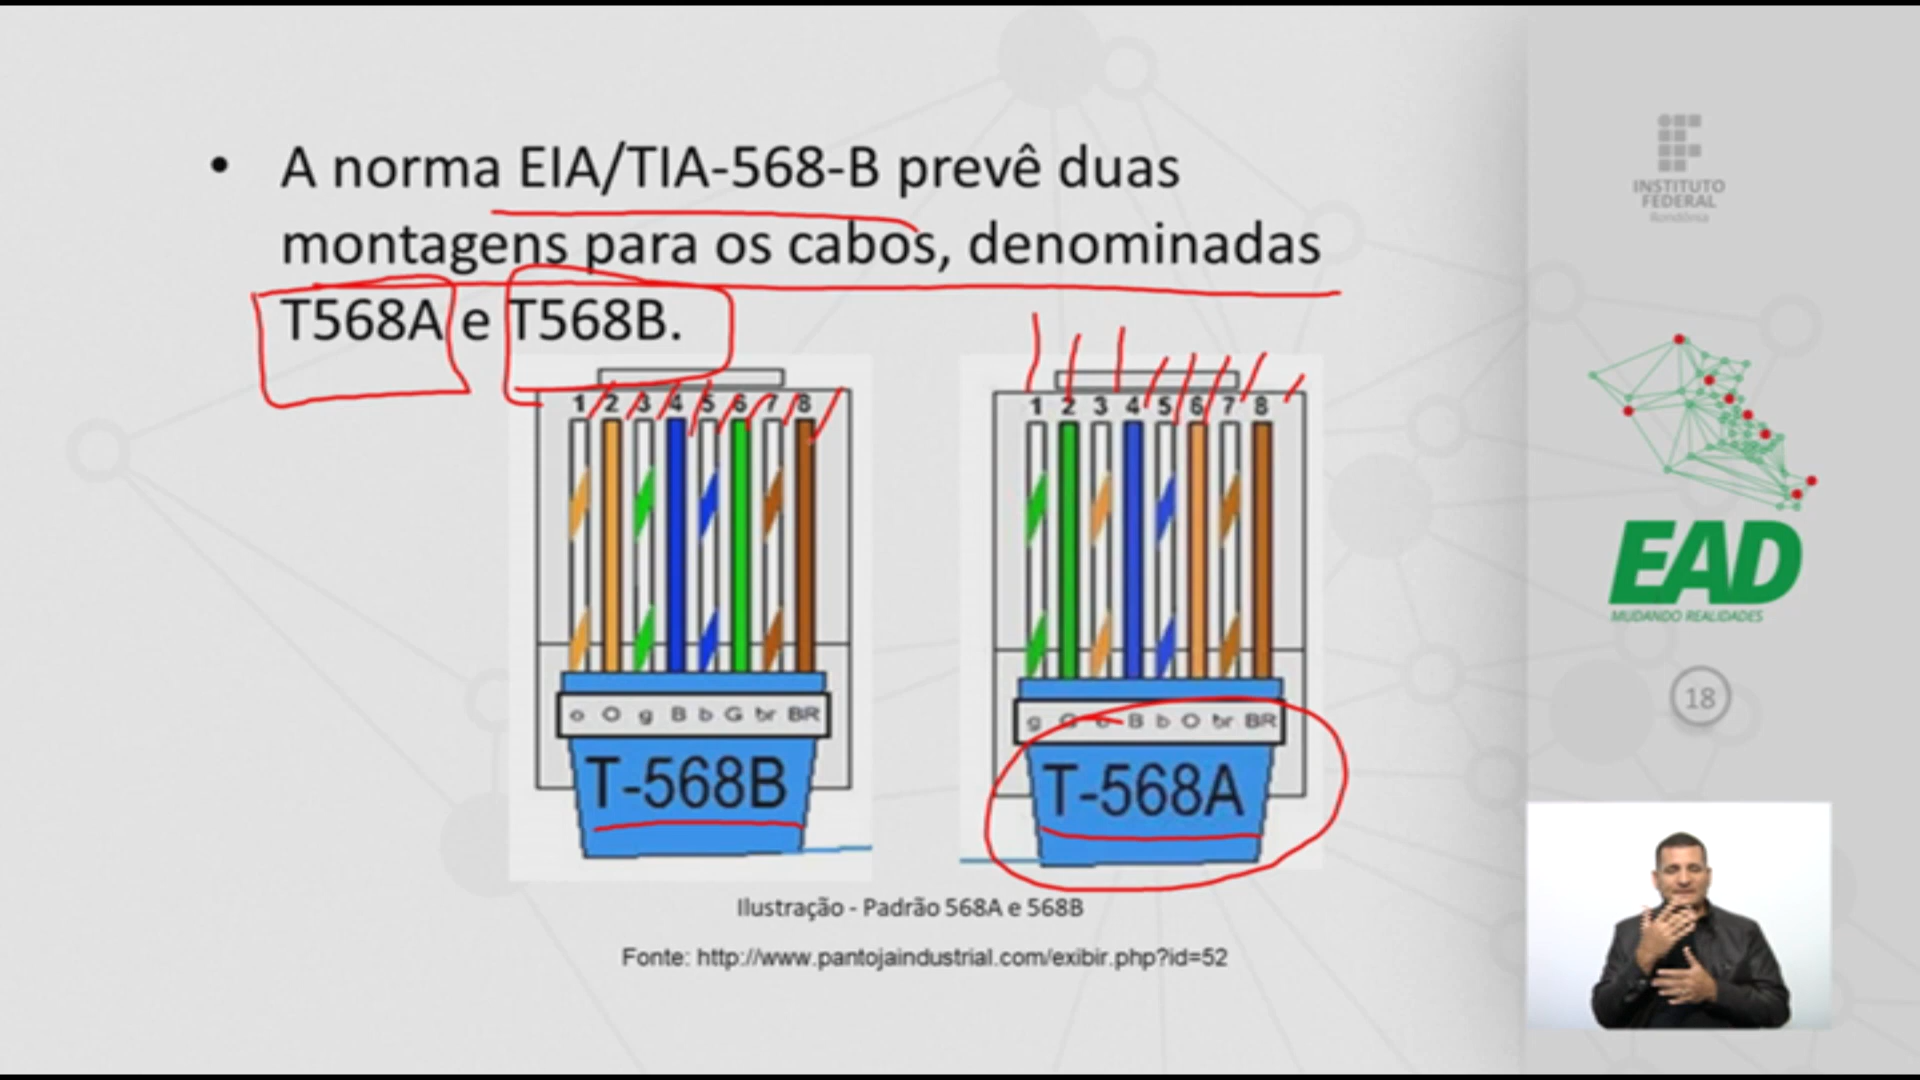 • A norma EIA/TIA-568-B prevê duas
montagens para os cabos, denominadas
T568A e T568B.
1 2 3 4 5 6 7 8
o O g B b G br BR
T-568B
1 2 3 4 5 6 7 8
g G o B b O br BR
T-568A
Ilustração - Padrão 568A e 568B
Fonte: http://www.pantojaindustrial.com/exibir.php?id=52
INSTITUTO
FEDERAL
Rondônia
EAD
MUDANDO REALIDADES
18